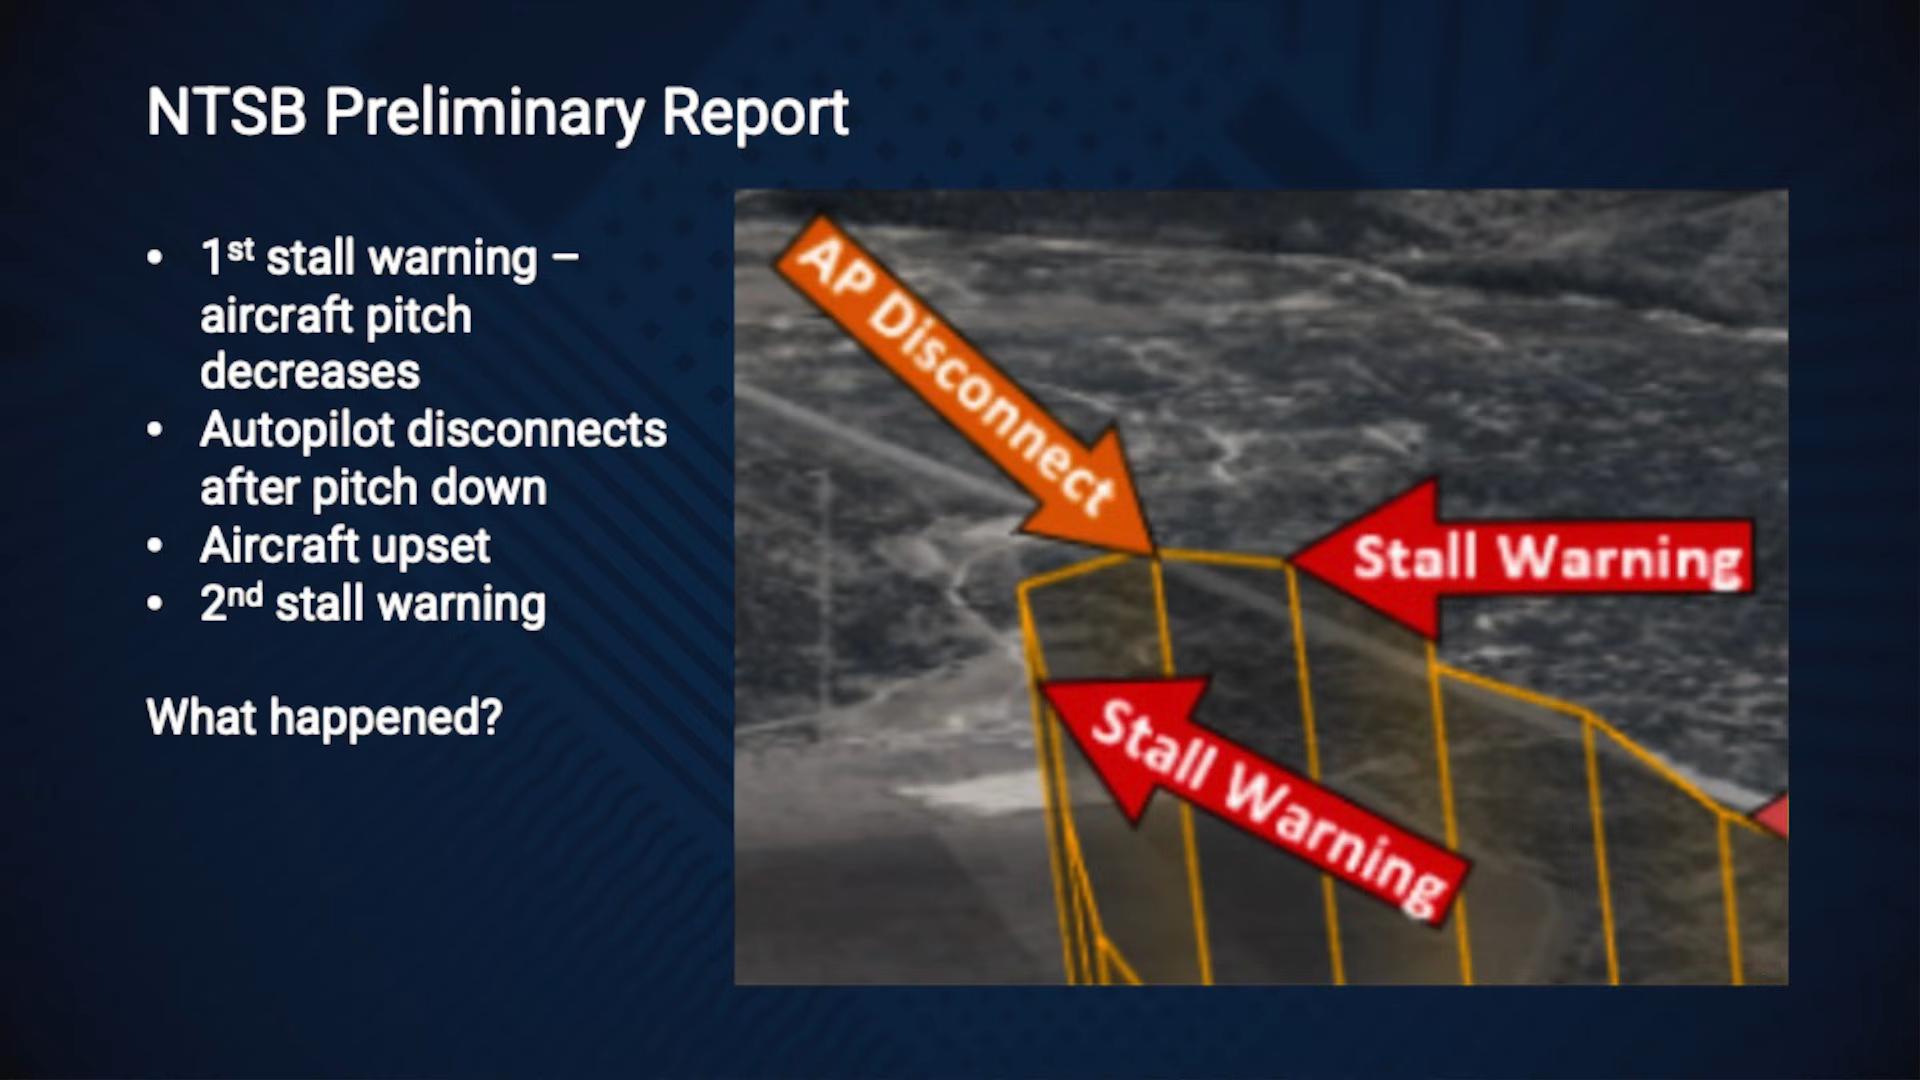 NTSB Preliminary Report
• 1st stall warning –
aircraft pitch
decreases
• Autopilot disconnects
after pitch down
• Aircraft upset
• 2nd stall warning
What happened?
AP Disconnect
Stall Warning
Stall Warning